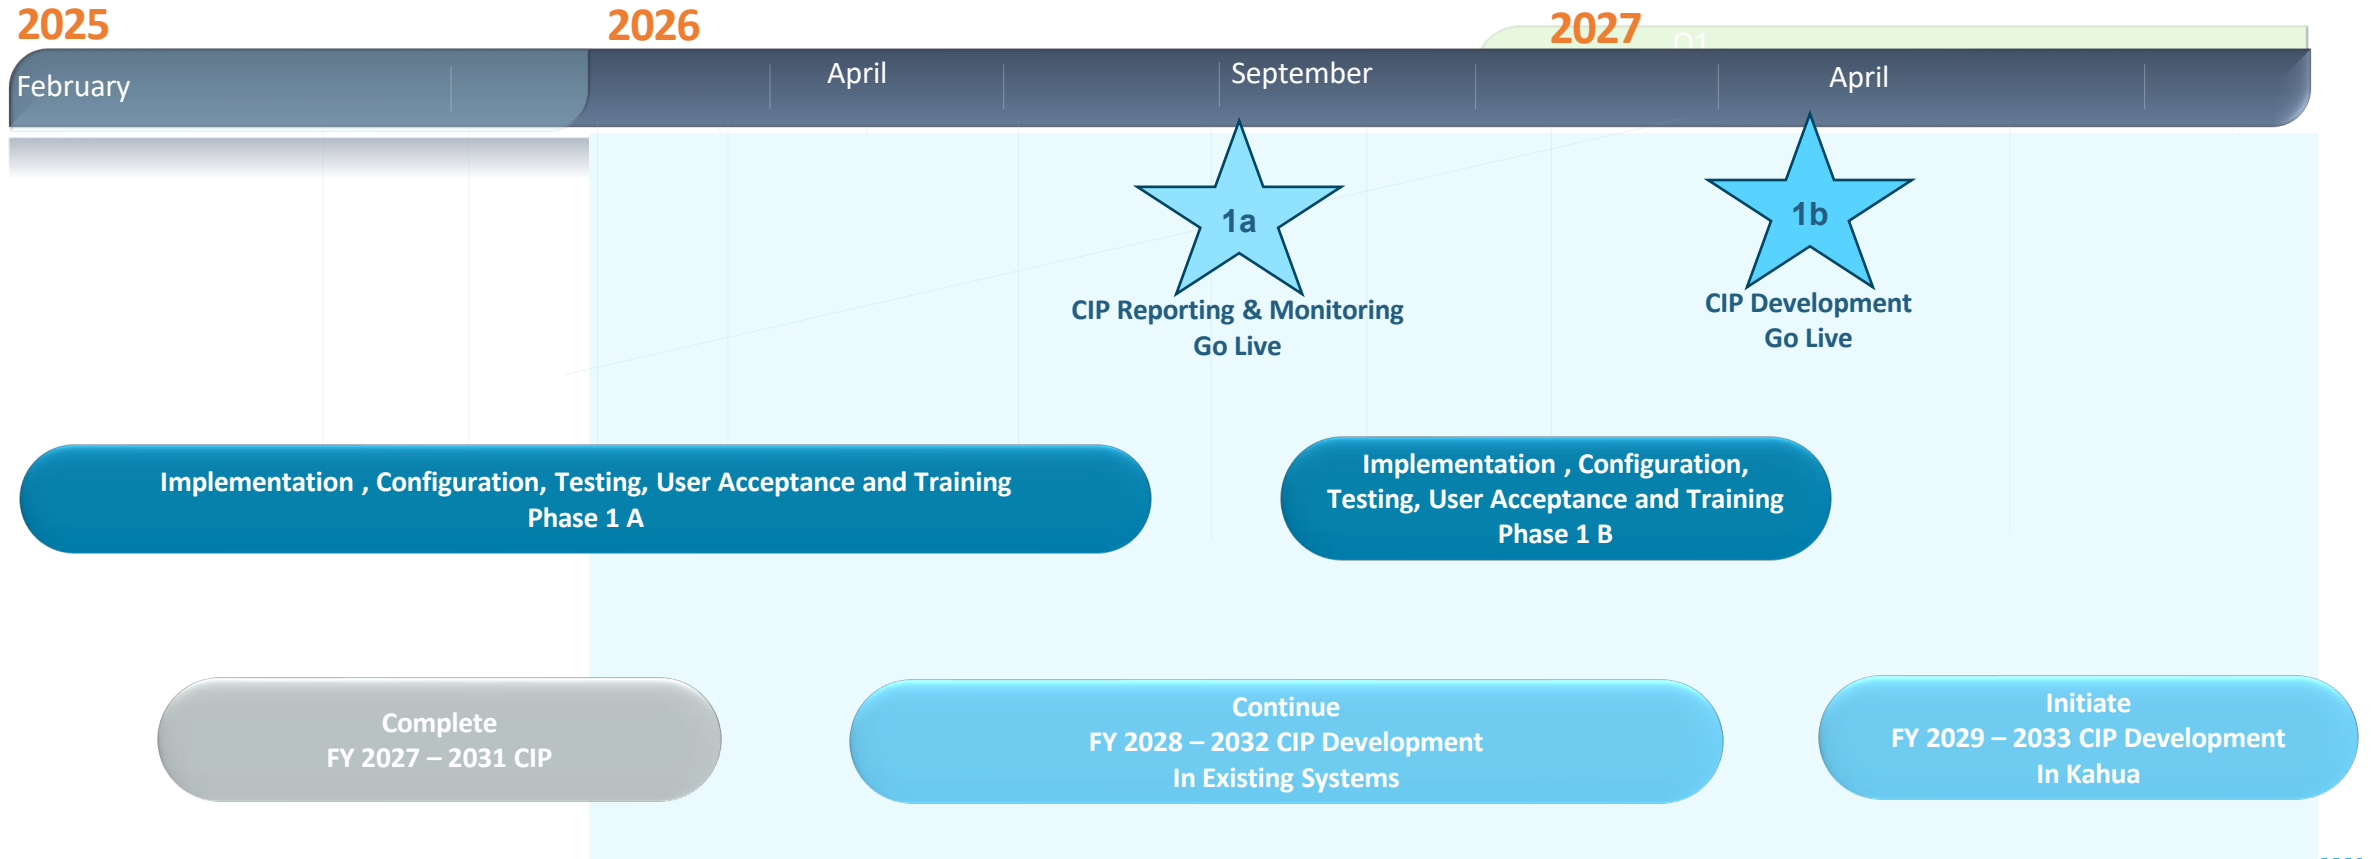 2025
2026
2027
Q1
February
April
September
April
1a
1b
CIP Reporting & Monitoring
Go Live
CIP Development
Go Live
Implementation , Configuration, Testing, User Acceptance and Training
Phase 1 A
Implementation , Configuration,
Testing, User Acceptance and Training
Phase 1 B
Complete
FY 2027 – 2031 CIP
Continue
FY 2028 – 2032 CIP Development
In Existing Systems
Initiate
FY 2029 – 2033 CIP Development
In Kahua